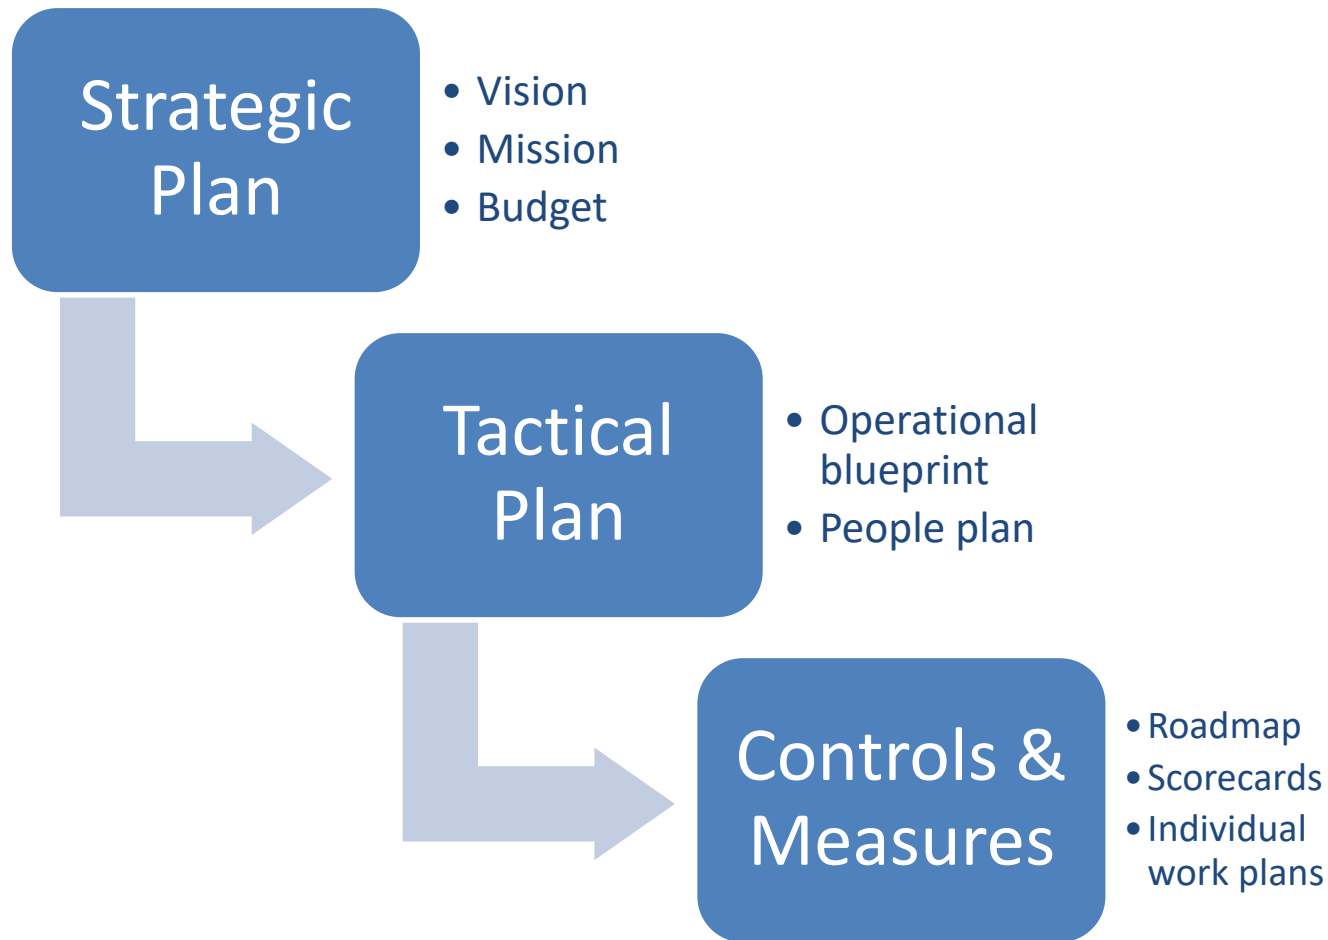 Strategic
Plan
• Vision
• Mission
• Budget
Tactical
Plan
• Operational
blueprint
• People plan
Controls &
Measures
• Roadmap
• Scorecards
• Individual
work plans